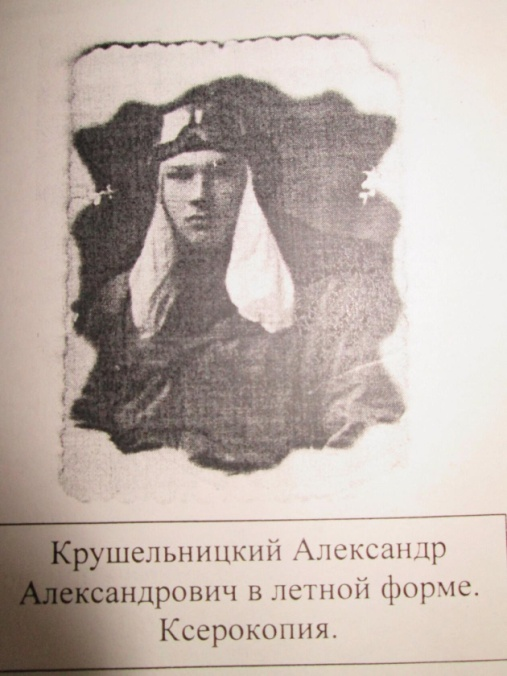 Крушельницкий Александр
Александрович в летной форме.
Ксерокопия.